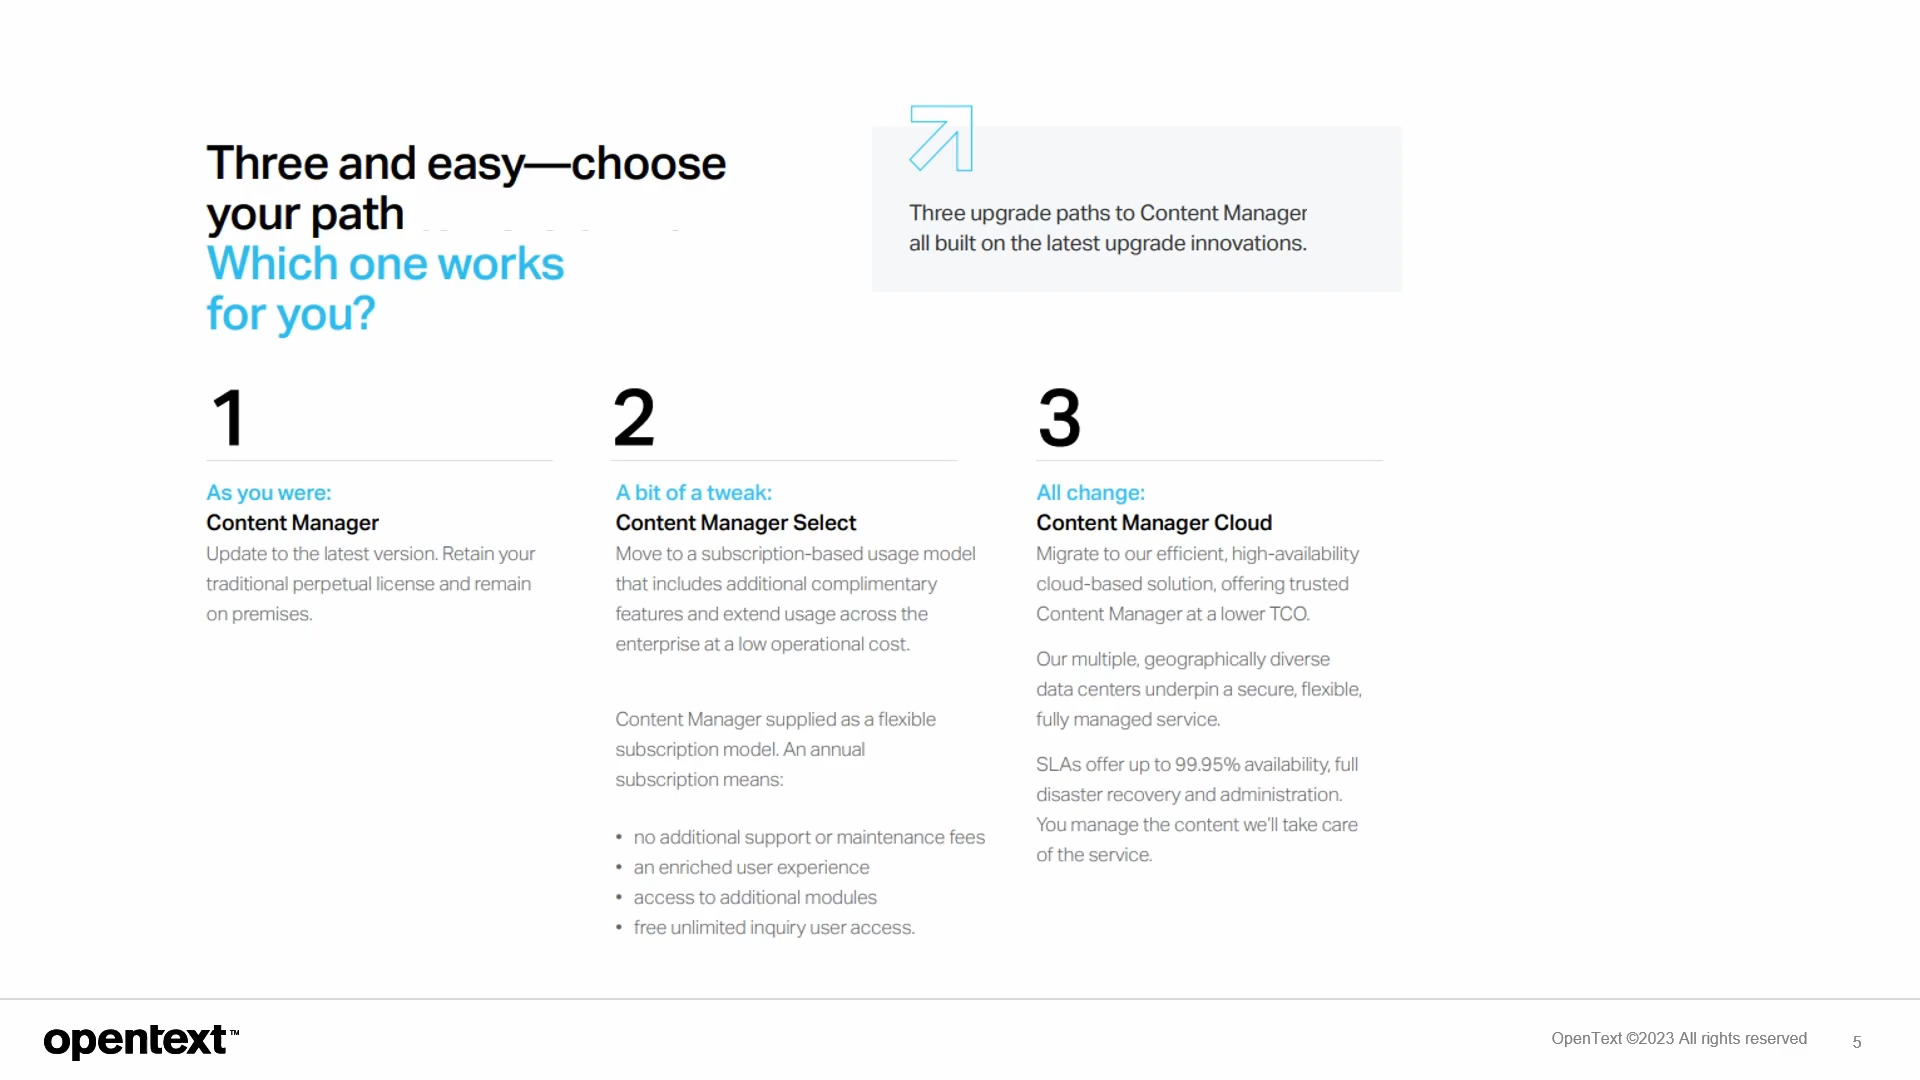 Three and easy—choose
your path
Which one works
for you?
Three upgrade paths to Content Manager
all built on the latest upgrade innovations.
1
As you were:
Content Manager
Update to the latest version. Retain your
traditional perpetual license and remain
on premises.
2
A bit of a tweak:
Content Manager Select
Move to a subscription-based usage model
that includes additional complimentary
features and extend usage across the
enterprise at a low operational cost.
Content Manager supplied as a flexible
subscription model. An annual
subscription means:
• no additional support or maintenance fees
• an enriched user experience
• access to additional modules
• free unlimited inquiry user access.
3
All change:
Content Manager Cloud
Migrate to our efficient, high-availability
cloud-based solution, offering trusted
Content Manager at a lower TCO.
Our multiple, geographically diverse
data centers underpin a secure, flexible,
fully managed service.
SLAs offer up to 99.95% availability, full
disaster recovery and administration.
You manage the content we'll take care
of the service.
opentext™
OpenText ©2023 All rights reserved
5